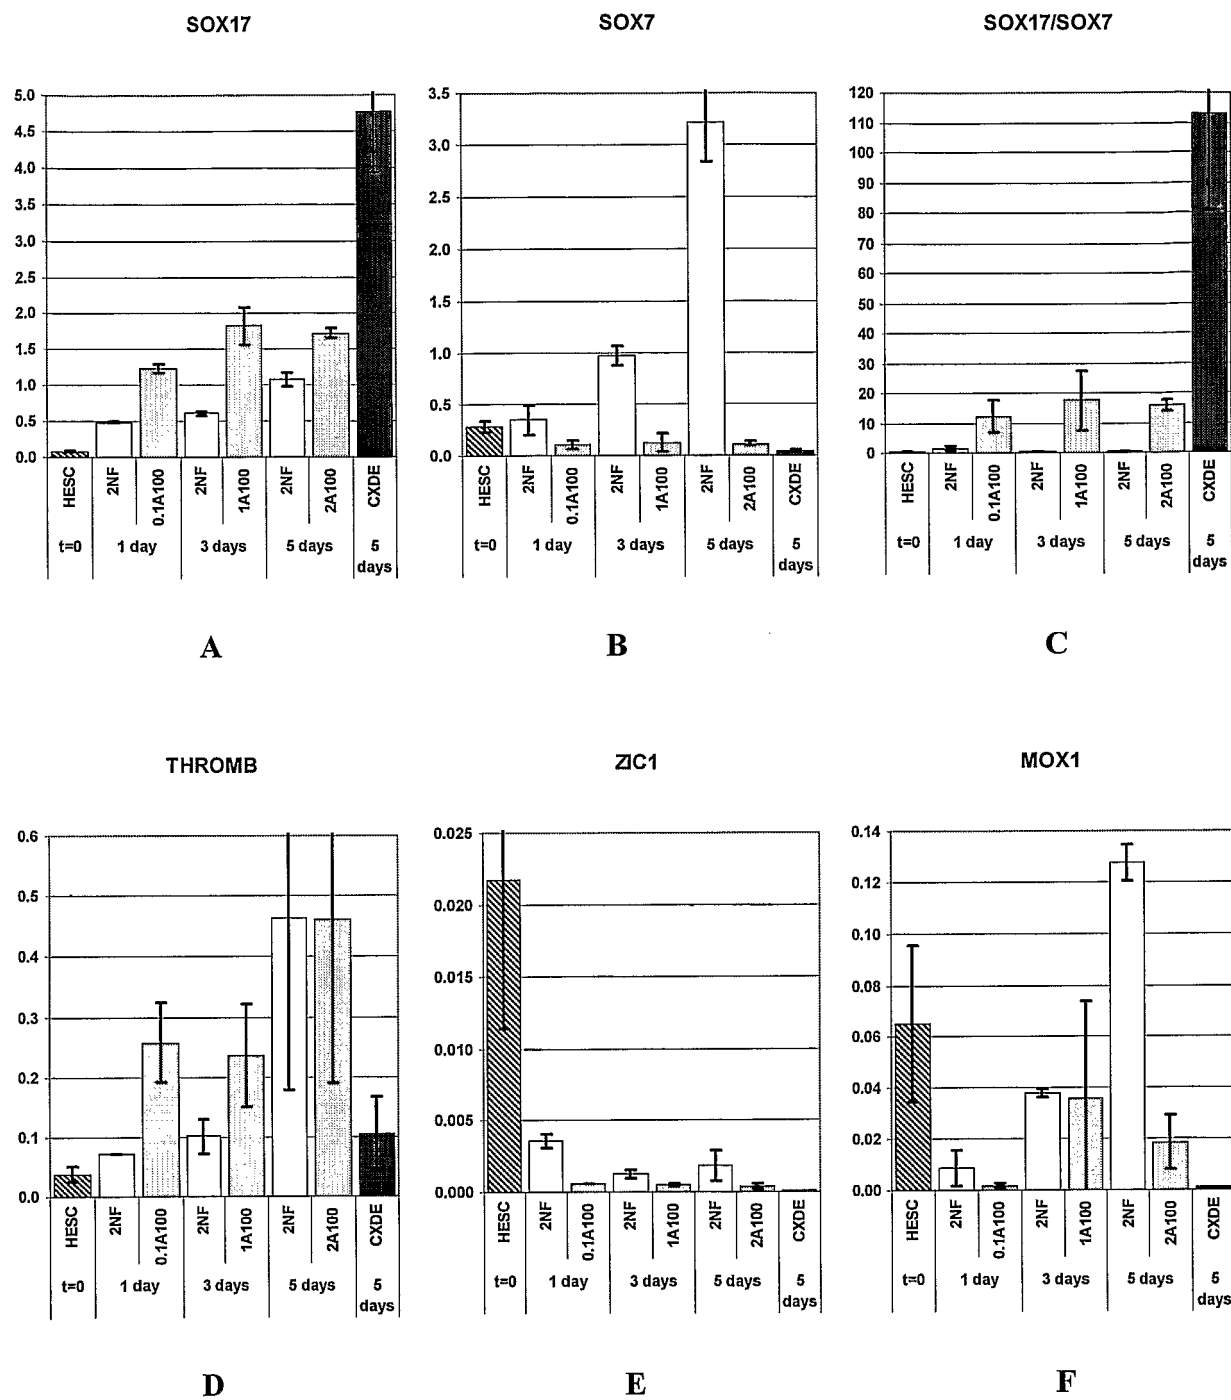 SOX17
5.0
4.5
4.0
3.5
3.0
2.5
2.0
1.5
1.0
0.5
0.0
HESC
2NF
0.1A100
2NF
1A100
2NF
2A100
CXDE
t=0
1 day
3 days
5 days
5
days
A
SOX7
3.5
3.0
2.5
2.0
1.5
1.0
0.5
0.0
HESC
2NF
0.1A100
2NF
1A100
2NF
2A100
CXDE
t=0
1 day
3 days
5 days
5
days
B
SOX17/SOX7
120
110
100
90
80
70
60
50
40
30
20
10
0
HESC
2NF
0.1A100
2NF
1A100
2NF
2A100
CXDE
t=0
1 day
3 days
5 days
5
days
C
THROMB
0.6
0.5
0.4
0.3
0.2
0.1
0.0
HESC
2NF
0.1A100
2NF
1A100
2NF
2A100
CXDE
t=0
1 day
3 days
5 days
5
days
D
ZIC1
0.025
0.020
0.015
0.010
0.005
0.000
HESC
2NF
0.1A100
2NF
1A100
2NF
2A100
CXDE
t=0
1 day
3 days
5 days
5
days
E
MOX1
0.14
0.12
0.10
0.08
0.06
0.04
0.02
0.00
HESC
2NF
0.1A100
2NF
1A100
2NF
2A100
CXDE
t=0
1 day
3 days
5 days
5
days
F